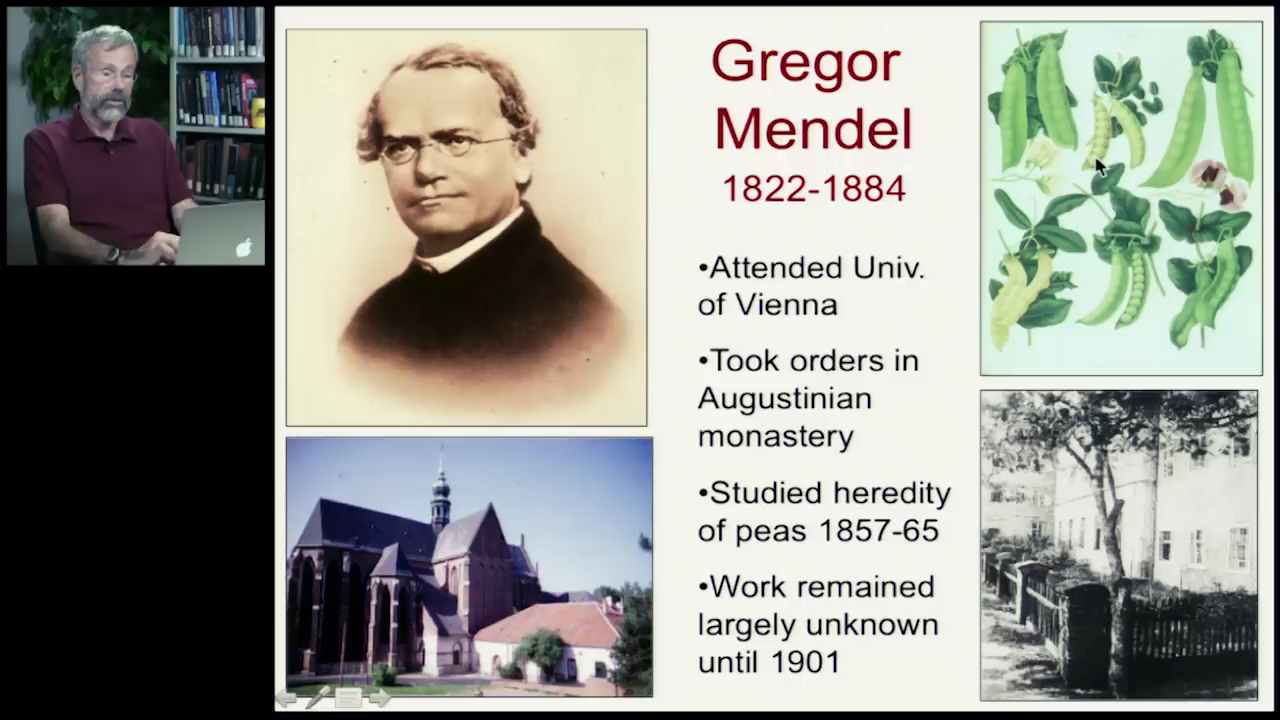 Gregor
Mendel
1822-1884
•Attended Univ.
of Vienna
•Took orders in
Augustinian
monastery
•Studied heredity
of peas 1857-65
•Work remained
largely unknown
until 1901